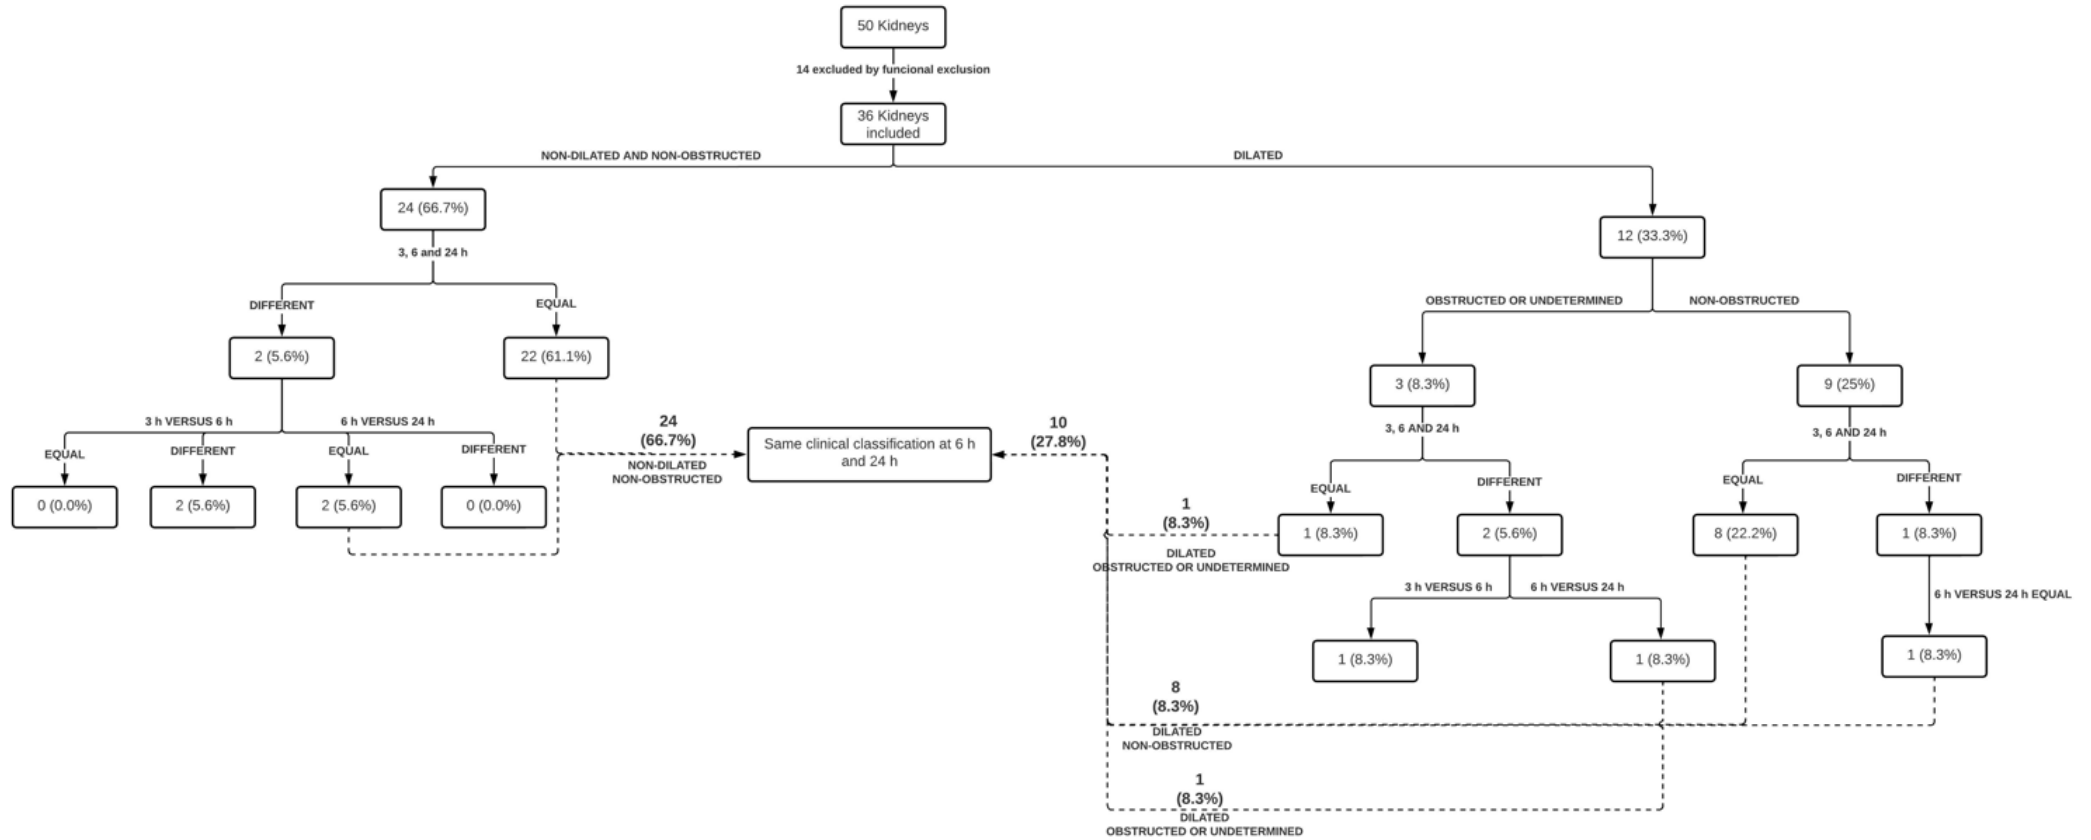 50 Kidneys
14 excluded by funcional exclusion
36 Kidneys
included
NON-DILATED AND NON-OBSTRUCTED
DILATED
24 (66.7%)
12 (33.3%)
3, 6 and 24 h
OBSTRUCTED OR UNDETERMINED
NON-OBSTRUCTED
DIFFERENT
EQUAL
2 (5.6%)
22 (61.1%)
3 (8.3%)
9 (25%)
3 h VERSUS 6 h
6 h VERSUS 24 h
24
(66.7%)
NON-DILATED
NON-OBSTRUCTED
Same clinical classification at 6 h
and 24 h
10
(27.8%)
3, 6 AND 24 h
3, 6 AND 24 h
EQUAL
DIFFERENT
EQUAL
DIFFERENT
0 (0.0%)
2 (5.6%)
2 (5.6%)
0 (0.0%)
EQUAL
DIFFERENT
EQUAL
DIFFERENT
1
(8.3%)
DILATED
OBSTRUCTED OR UNDETERMINED
1 (8.3%)
2 (5.6%)
8 (22.2%)
1 (8.3%)
3 h VERSUS 6 h
6 h VERSUS 24 h
6 h VERSUS 24 h EQUAL
1 (8.3%)
1 (8.3%)
1 (8.3%)
8
(8.3%)
DILATED
NON-OBSTRUCTED
1
(8.3%)
DILATED
OBSTRUCTED OR UNDETERMINED